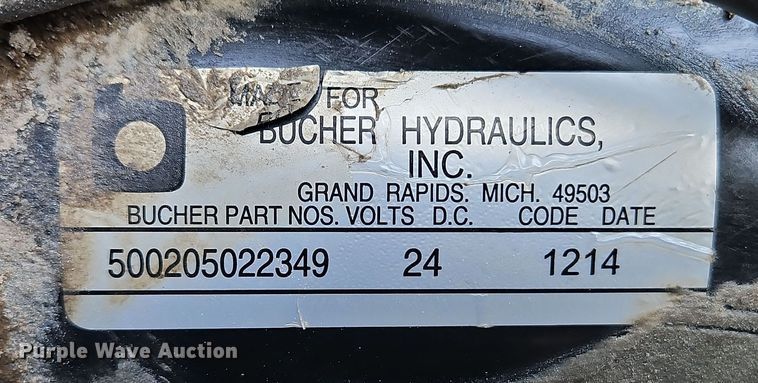 MADE FOR
BUCHER HYDRAULICS,
INC.
GRAND RAPIDS. MICH. 49503
BUCHER PART NOS. VOLTS D.C. CODE DATE
500205022349 24 1214
Purple Wave Auction